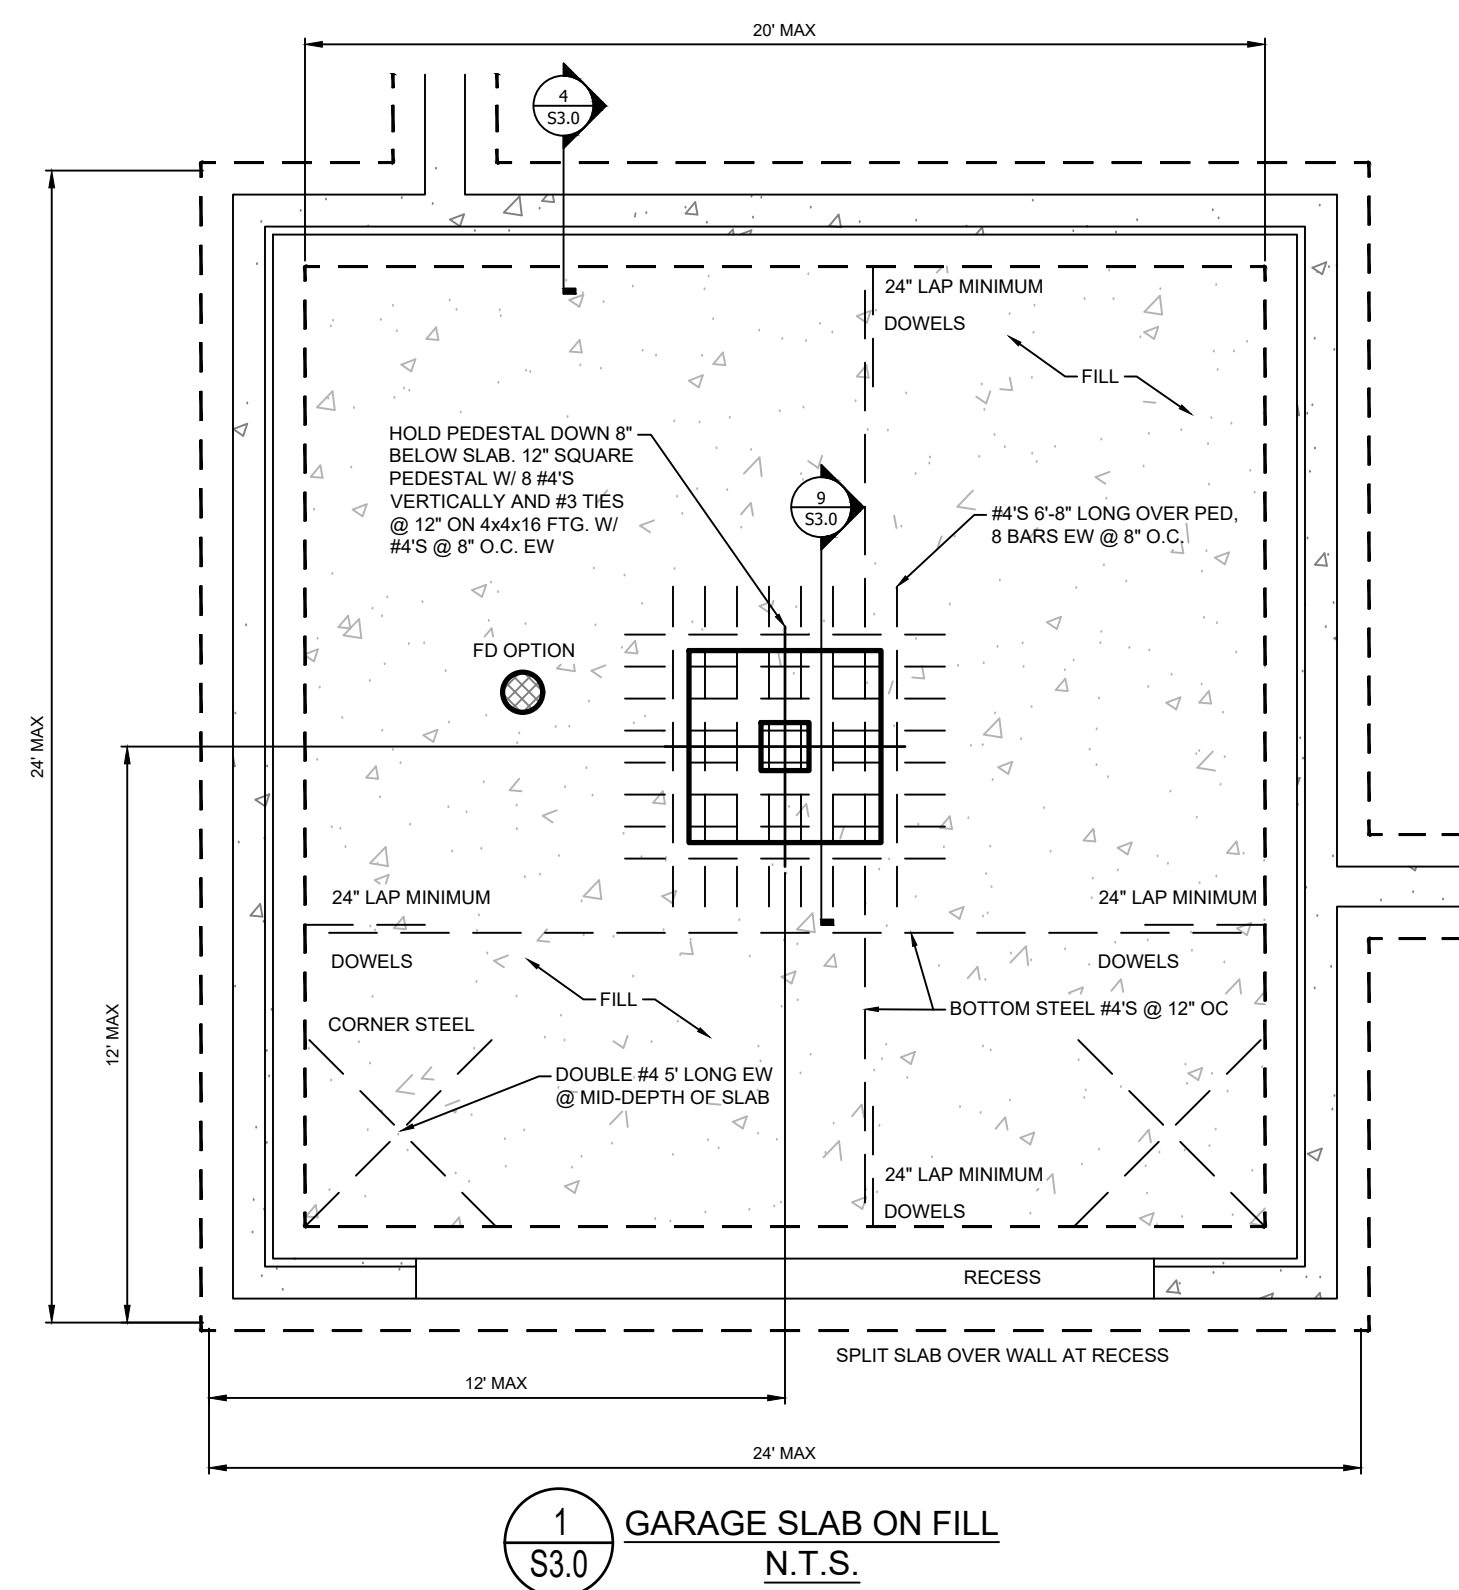 20' MAX
4
S3.0
24" LAP MINIMUM
DOWELS
FILL
HOLD PEDESTAL DOWN 8"
BELOW SLAB. 12" SQUARE
PEDESTAL W/ 8 #4'S
VERTICALLY AND #3 TIES
@ 12" ON 4x4x16 FTG. W/
#4'S @ 8" O.C. EW
9
S3.0
#4'S 6'-8" LONG OVER PED,
8 BARS EW @ 8" O.C.
FD OPTION
24' MAX
24" LAP MINIMUM
24" LAP MINIMUM
DOWELS
DOWELS
FILL
BOTTOM STEEL #4'S @ 12" OC
12' MAX
CORNER STEEL
DOUBLE #4 5' LONG EW
@ MID-DEPTH OF SLAB
24" LAP MINIMUM
DOWELS
RECESS
SPLIT SLAB OVER WALL AT RECESS
12' MAX
24' MAX
1
S3.0
GARAGE SLAB ON FILL
N.T.S.